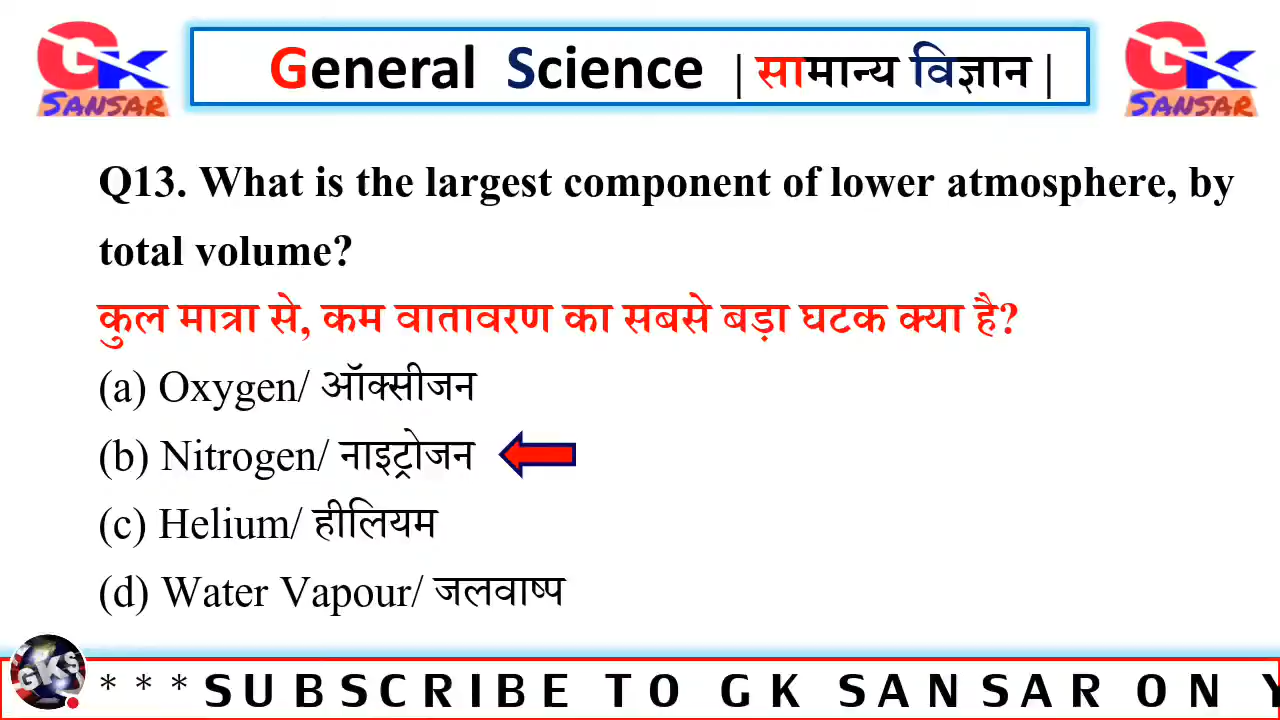 GK SANSAR
General Science | सामान्य विज्ञान |
GK SANSAR
Q13. What is the largest component of lower atmosphere, by
total volume?
कुल मात्रा से, कम वातावरण का सबसे बड़ा घटक क्या है?
(a) Oxygen/ ऑक्सीजन
(b) Nitrogen/ नाइट्रोजन
(c) Helium/ हीलियम
(d) Water Vapour/ जलवाष्प
GKS
* * * SUBSCRIBE TO GK SANSAR ON Y